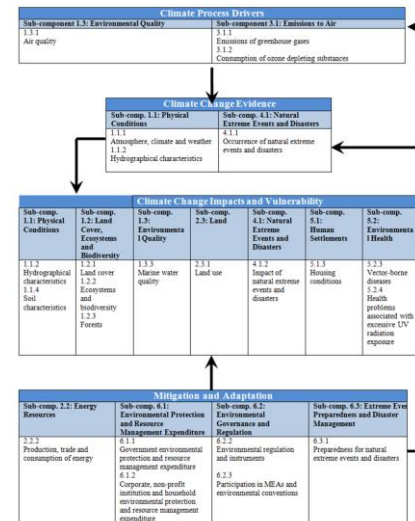 Climate Process Drivers
Sub-component 1.3: Environmental Quality
Sub-component 3.1: Emissions to Air
1.3.1
Air quality
3.1.1
Emissions of greenhouse gases
3.1.2
Consumption of ozone depleting substances
Climate Change Evidence
Sub-comp. 1.1: Physical
Conditions
Sub-comp. 4.1: Natural
Extreme Events and Disasters
1.1.1
Atmosphere, climate and weather
1.1.2
Hydrographical characteristics
4.1.1
Occurrence of natural extreme
events and disasters
Climate Change Impacts and Vulnerability
Sub-comp.
1.1: Physical
Conditions
Sub-comp.
1.2: Land
Cover,
Ecosystems
and
Biodiversity
Sub-comp.
1.3:
Environmenta
l Quality
Sub-comp.
2.3: Land
Sub-comp.
4.1: Natural
Extreme
Events and
Disasters
Sub-comp.
5.1:
Human
Settlements
Sub-comp.
5.2:
Environmenta
l Health
1.1.2
Hydrographical
characteristics
1.1.4
Soil
characteristics
1.2.1
Land cover
1.2.2
Ecosystems
and
biodiversity
1.2.3
Forests
1.3.3
Marine water
quality
2.3.1
Land use
4.1.2
Impact of
natural extreme
events and
disasters
5.1.3
Housing
conditions
5.2.3
Vector-borne
diseases
5.2.4
Health
problems
associated with
excessive UV
radiation
exposure
Mitigation and Adaptation
Sub-comp. 2.2: Energy
Resources
Sub-comp. 6.1:
Environmental Protection
and Resource
Management Expenditure
Sub-comp. 6.2:
Environmental
Governance and
Regulation
Sub-comp. 6.3: Extreme Even
Preparedness and Disaster
Management
2.2.2
Production, trade and
consumption of energy
6.1.1
Government environmental
protection and resource
management expenditure
6.1.2
Corporate, non-profit
institution and household
environmental protection
and resource management
expenditure
6.2.2
Environmental regulation
and instruments
6.2.3
Participation in MEAs and
environmental conventions
6.3.1
Preparedness for natural
extreme events and disasters